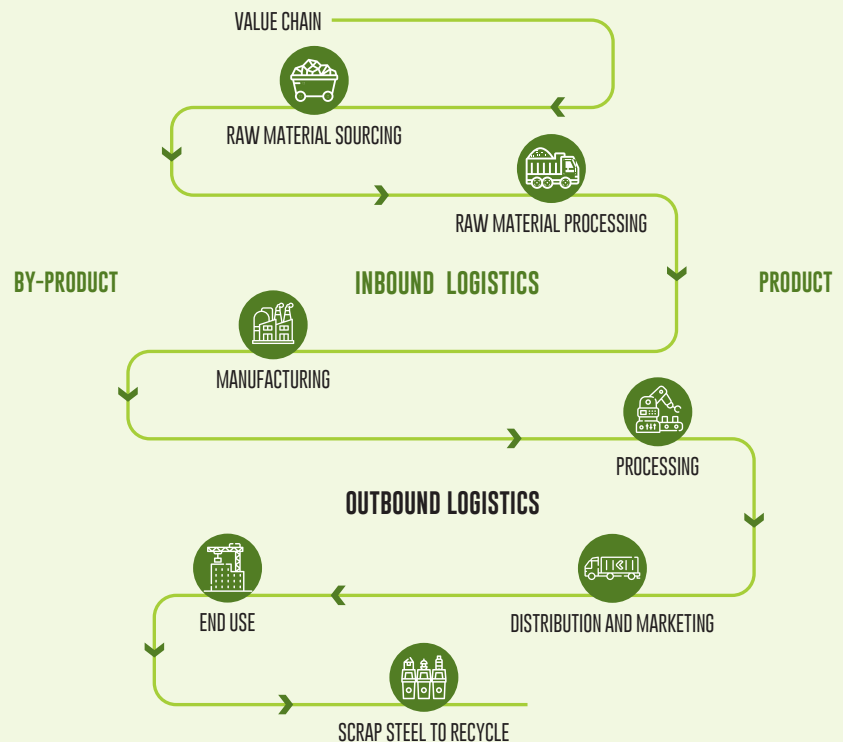 VALUE CHAIN
RAW MATERIAL SOURCING
RAW MATERIAL PROCESSING
BY-PRODUCT
INBOUND LOGISTICS
PRODUCT
MANUFACTURING
PROCESSING
OUTBOUND LOGISTICS
END USE
DISTRIBUTION AND MARKETING
SCRAP STEEL TO RECYCLE